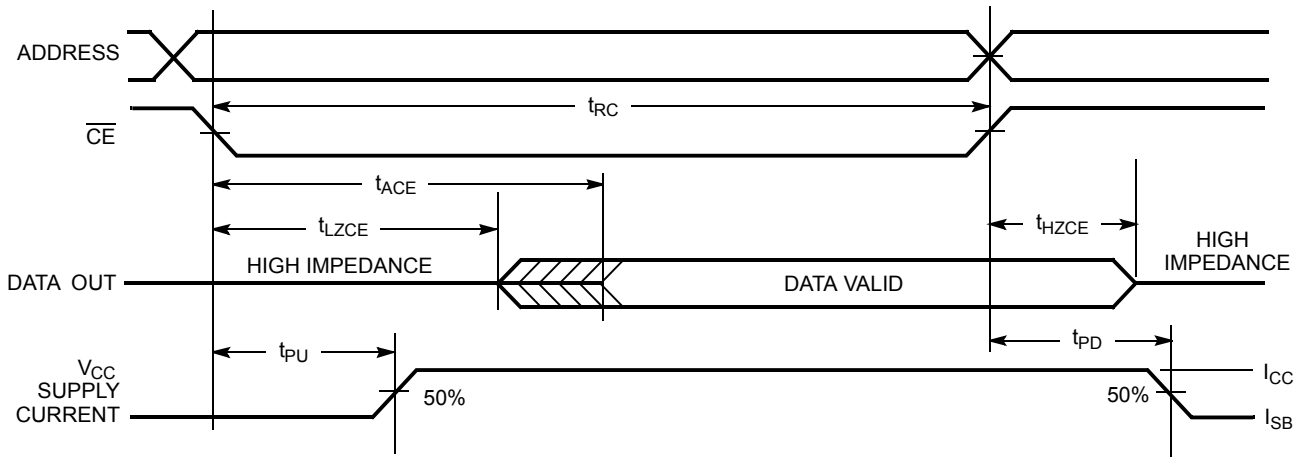 ADDRESS
tRC
CE
tACE
tLZCE
tHZCE
HIGH IMPEDANCE
HIGH
IMPEDANCE
DATA OUT
DATA VALID
tPU
tPD
VCC
SUPPLY
CURRENT
50%
50%
ICC
ISB